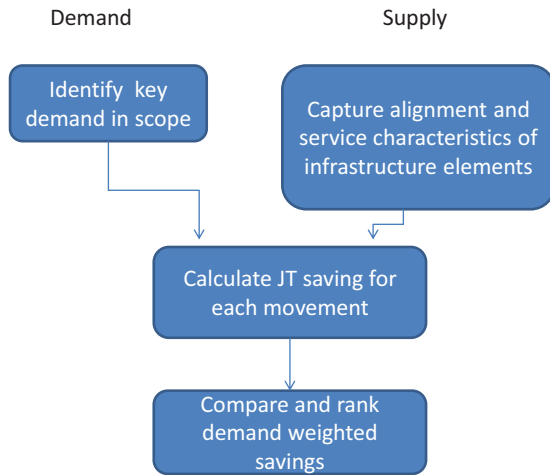 Demand
Supply
Identify key
demand in scope
Capture alignment and
service characteristics of
infrastructure elements
Calculate JT saving for
each movement
Compare and rank
demand weighted
savings